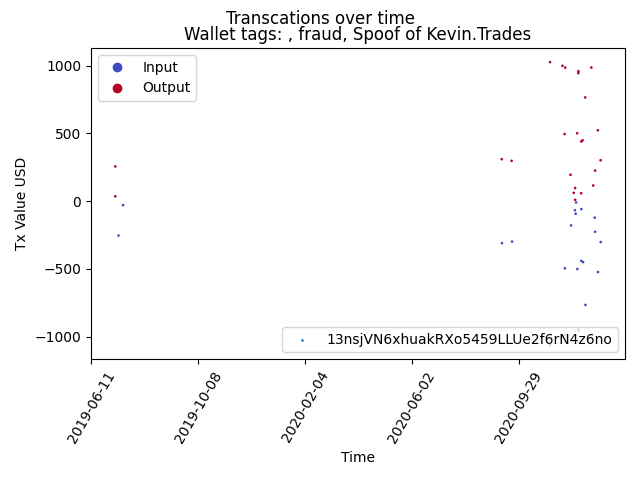 Transcations over time
Wallet tags: , fraud, Spoof of Kevin.Trades
Input
Output
1000
500
0
−500
−1000
Tx Value USD
13nsjVN6xhuakRXo5459LLUe2f6rN4z6no
2019-06-11
2019-10-08
2020-02-04
2020-06-02
2020-09-29
Time